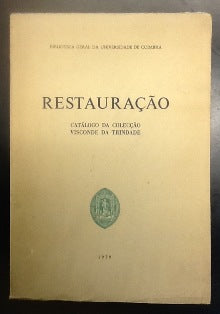 BIBLIOTECA GERAL DA UNIVERSIDADE DE COIMBRA
RESTAURAÇÃO
CATÁLOGO DA COLECÇÃO
VISCONDE DA TRINDADE